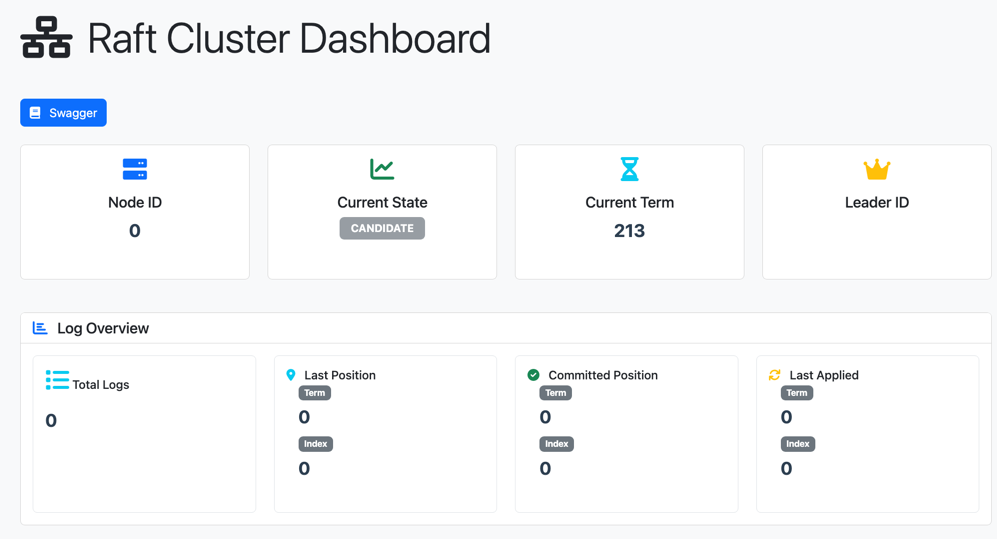 Raft Cluster Dashboard
Swagger
Node ID
0
Current State
CANDIDATE
Current Term
213
Leader ID
Log Overview
Total Logs
0
Last Position
Term
0
Index
0
Committed Position
Term
0
Index
0
Last Applied
Term
0
Index
0